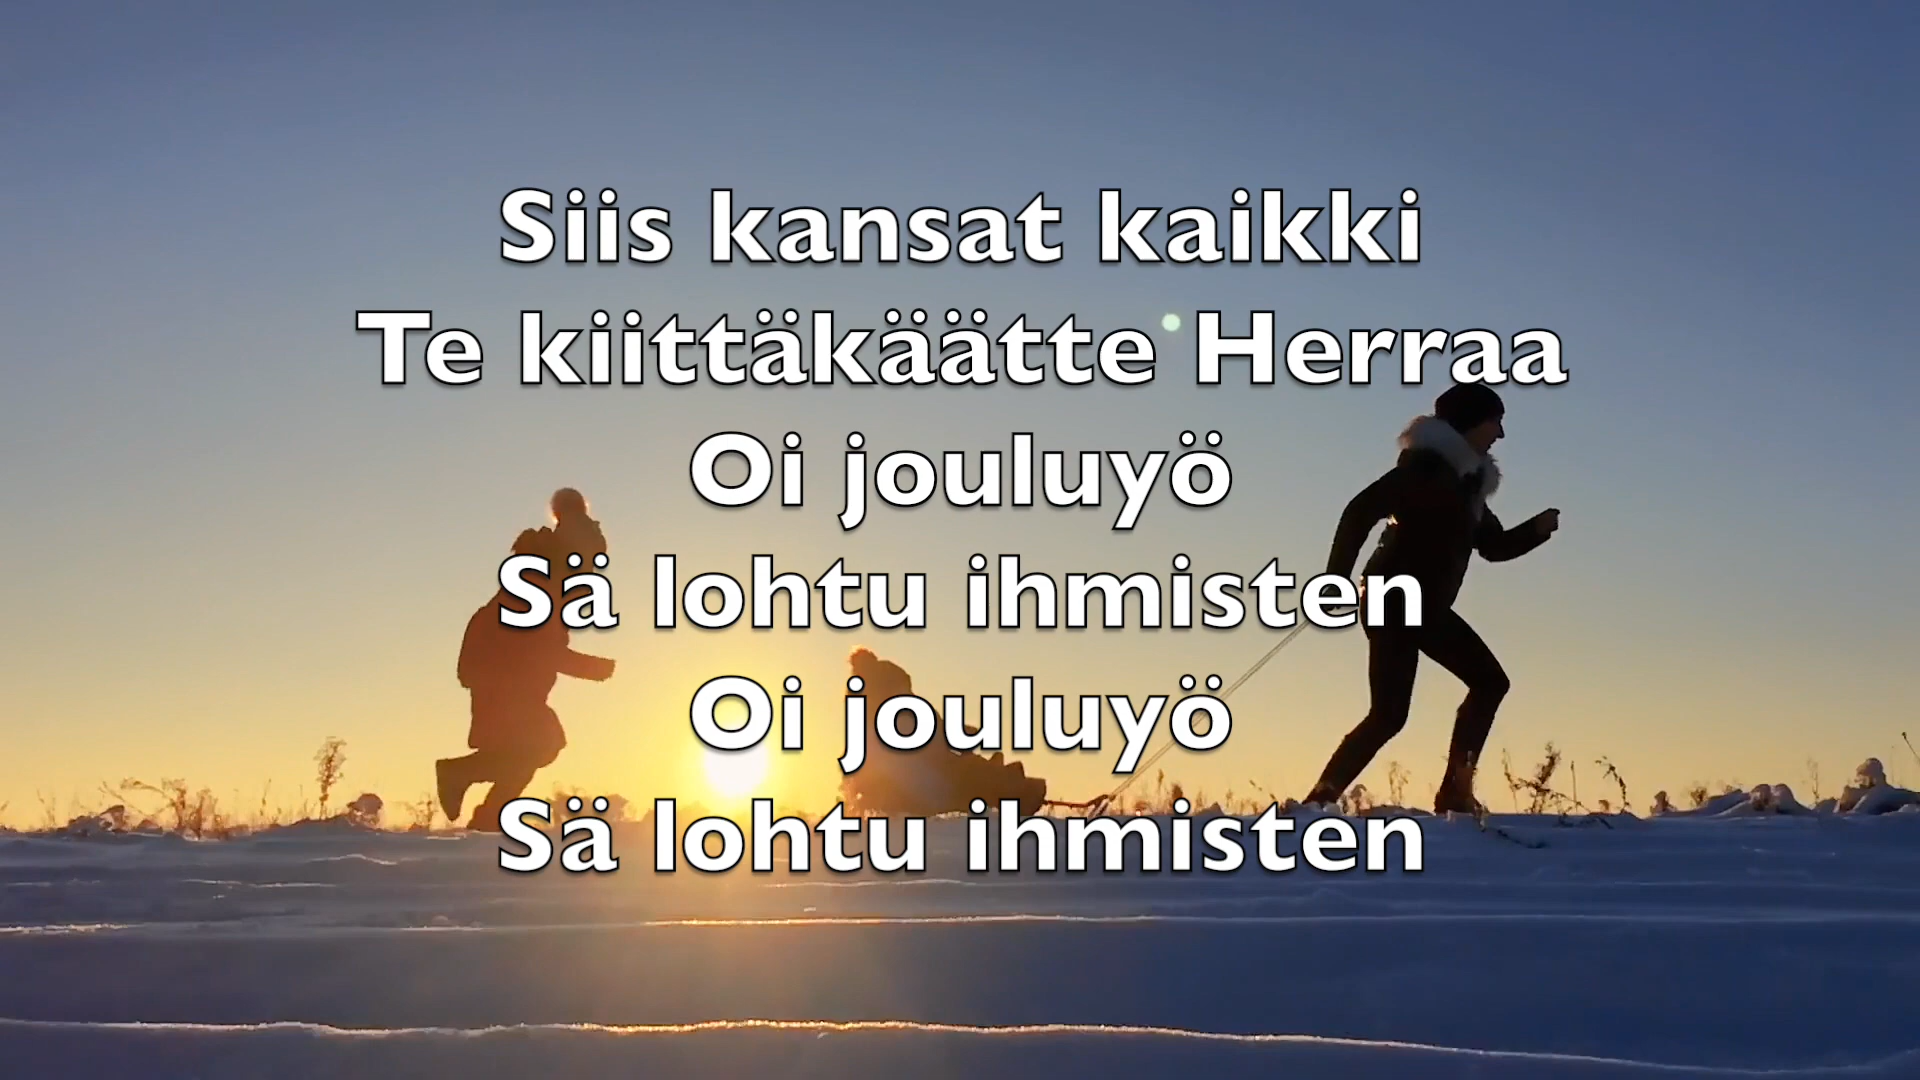 Siis kansat kaikki
Te kiittäkäätte Herraa
Oi jouluyö
Sä lohtu ihmisten
Oi jouluyö
Sä lohtu ihmisten